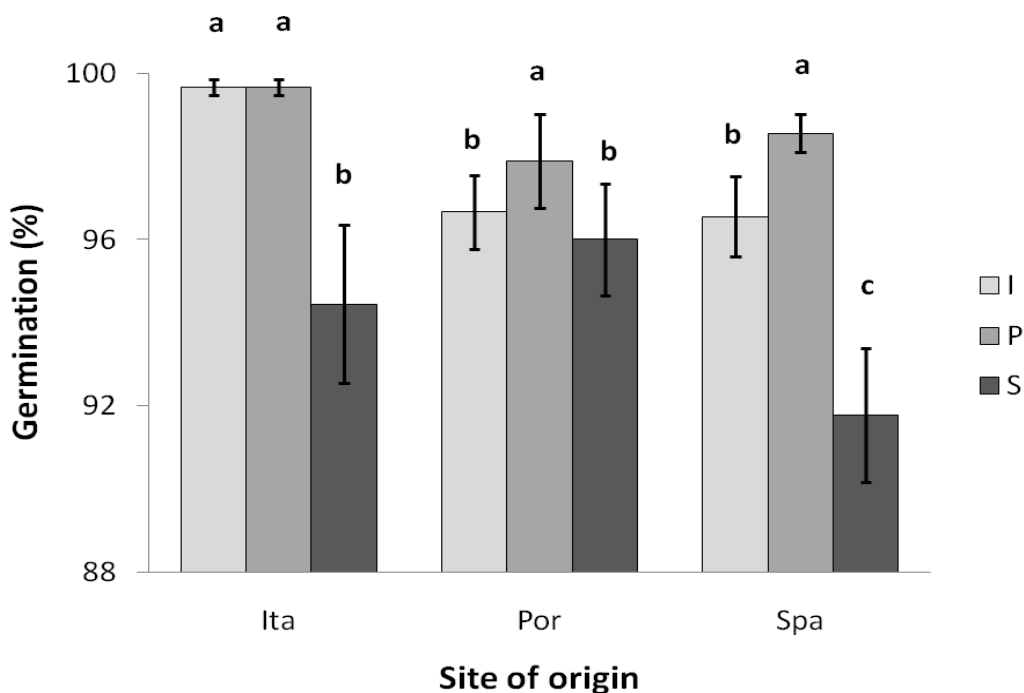 a a
100
a a
b b b
b
96
c
I
P
92
S
88
Germination (%)
Ita Por Spa
Site of origin